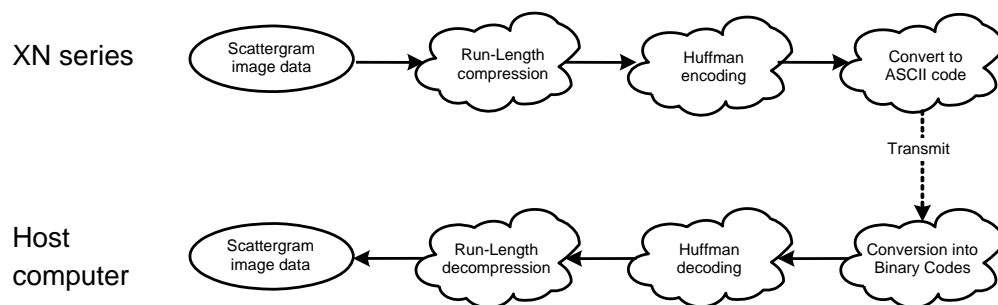 XN series
Scattergram
image data
Run-Length
compression
Huffman
encoding
Convert to
ASCII code
Transmit
Host
computer
Scattergram
image data
Run-Length
decompression
Huffman
decoding
Conversion into
Binary Codes